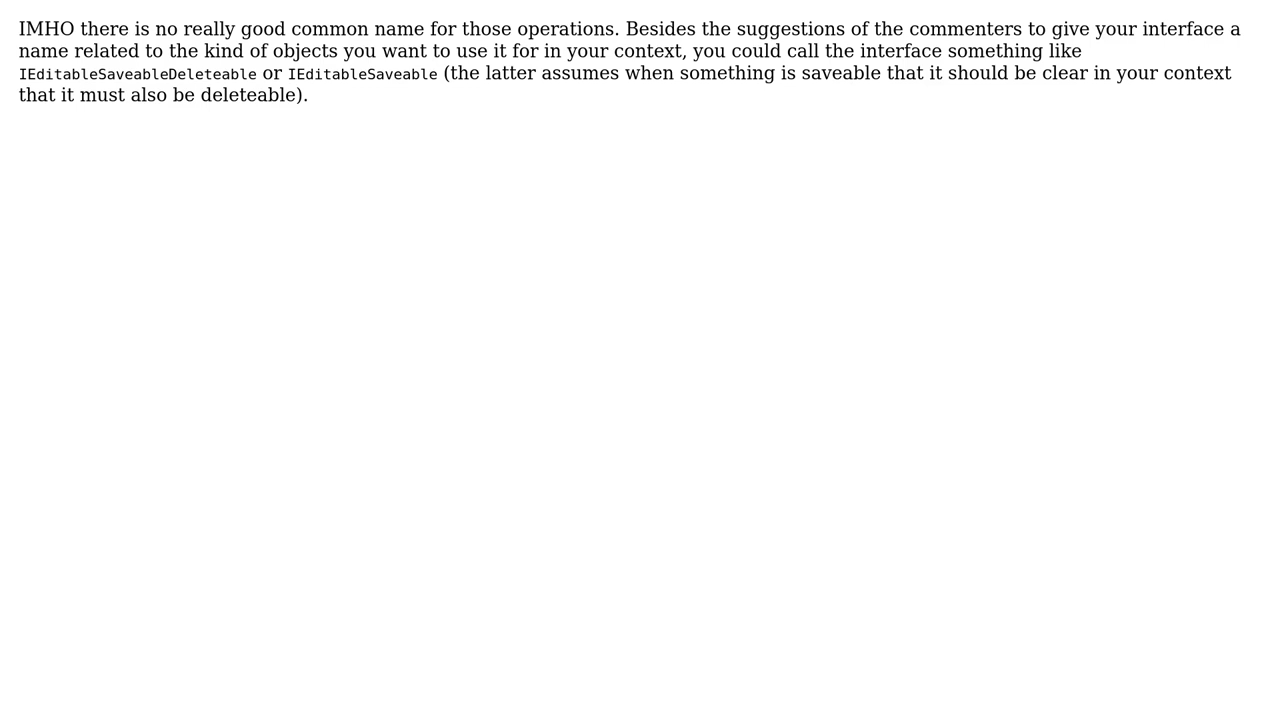 IMHO there is no really good common name for those operations. Besides the suggestions of the commenters to give your interface a
name related to the kind of objects you want to use it for in your context, you could call the interface something like
IEditableSaveableDeleteable or IEditableSaveable (the latter assumes when something is saveable that it should be clear in your context
that it must also be deleteable).